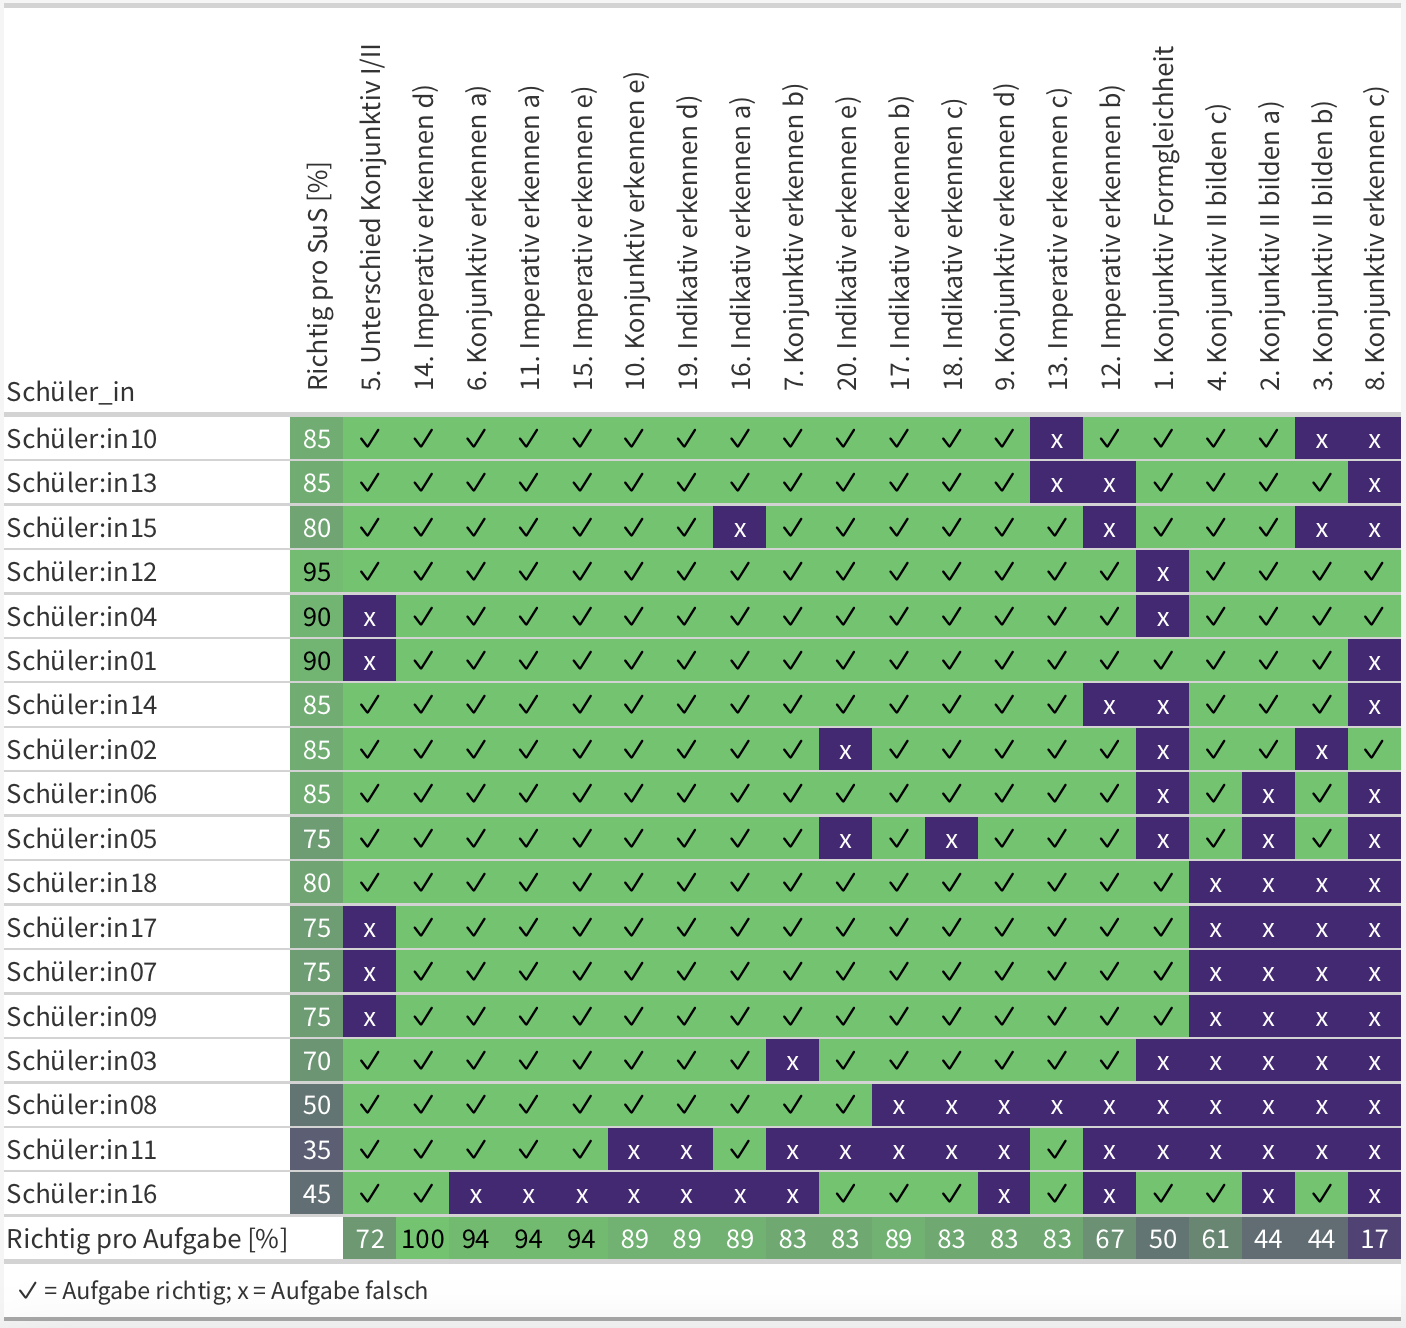 Schüler_in Richtig pro SuS [%] 5. Unterschied Konjunktiv I/II 14. Imperativ erkennen d) 6. Konjunktiv erkennen a) 11. Imperativ erkennen a) 15. Imperativ erkennen e) 10. Konjunktiv erkennen e) 19. Indikativ erkennen d) 16. Indikativ erkennen a) 7. Konjunktiv erkennen b) 20. Indikativ erkennen e) 17. Indikativ erkennen b) 18. Indikativ erkennen c) 9. Konjunktiv erkennen d) 13. Imperativ erkennen c) 12. Imperativ erkennen b) 1. Konjunktiv Formgleichheit 4. Konjunktiv II bilden c) 2. Konjunktiv II bilden a) 3. Konjunktiv II bilden b) 8. Konjunktiv erkennen c)
Schüler:in10 85 ✓ ✓ ✓ ✓ ✓ ✓ ✓ ✓ ✓ ✓ ✓ ✓ ✓ x ✓ ✓ ✓ ✓ x x
Schüler:in13 85 ✓ ✓ ✓ ✓ ✓ ✓ ✓ ✓ ✓ ✓ ✓ ✓ ✓ x x ✓ ✓ ✓ ✓ x
Schüler:in15 80 ✓ ✓ ✓ ✓ ✓ ✓ ✓ x ✓ ✓ ✓ ✓ ✓ ✓ x ✓ ✓ ✓ x x
Schüler:in12 95 ✓ ✓ ✓ ✓ ✓ ✓ ✓ ✓ ✓ ✓ ✓ ✓ ✓ ✓ ✓ x ✓ ✓ ✓ ✓
Schüler:in04 90 x ✓ ✓ ✓ ✓ ✓ ✓ ✓ ✓ ✓ ✓ ✓ ✓ ✓ ✓ x ✓ ✓ ✓ ✓
Schüler:in01 90 x ✓ ✓ ✓ ✓ ✓ ✓ ✓ ✓ ✓ ✓ ✓ ✓ ✓ ✓ ✓ ✓ ✓ ✓ x
Schüler:in14 85 ✓ ✓ ✓ ✓ ✓ ✓ ✓ ✓ ✓ ✓ ✓ ✓ ✓ ✓ x x ✓ ✓ ✓ x
Schüler:in02 85 ✓ ✓ ✓ ✓ ✓ ✓ ✓ ✓ ✓ x ✓ ✓ ✓ ✓ ✓ x ✓ ✓ x ✓
Schüler:in06 85 ✓ ✓ ✓ ✓ ✓ ✓ ✓ ✓ ✓ ✓ ✓ ✓ ✓ ✓ ✓ x ✓ x ✓ x
Schüler:in05 75 ✓ ✓ ✓ ✓ ✓ ✓ ✓ ✓ ✓ x ✓ x ✓ ✓ ✓ x ✓ x ✓ x
Schüler:in18 80 ✓ ✓ ✓ ✓ ✓ ✓ ✓ ✓ ✓ ✓ ✓ ✓ ✓ ✓ ✓ ✓ x x x x
Schüler:in17 75 x ✓ ✓ ✓ ✓ ✓ ✓ ✓ ✓ ✓ ✓ ✓ ✓ ✓ ✓ ✓ x x x x
Schüler:in07 75 x ✓ ✓ ✓ ✓ ✓ ✓ ✓ ✓ ✓ ✓ ✓ ✓ ✓ ✓ ✓ x x x x
Schüler:in09 75 x ✓ ✓ ✓ ✓ ✓ ✓ ✓ ✓ ✓ ✓ ✓ ✓ ✓ ✓ ✓ x x x x
Schüler:in03 70 ✓ ✓ ✓ ✓ ✓ ✓ ✓ ✓ x ✓ ✓ ✓ ✓ ✓ ✓ x x x x x
Schüler:in08 50 ✓ ✓ ✓ ✓ ✓ ✓ ✓ ✓ ✓ ✓ x x x x x x x x x x
Schüler:in11 35 ✓ ✓ ✓ ✓ ✓ x x ✓ x x x x x ✓ x x x x x x
Schüler:in16 45 ✓ ✓ x x x x x x x ✓ ✓ ✓ x ✓ x ✓ ✓ x ✓ x
Richtig pro Aufgabe [%] 72 100 94 94 94 89 89 89 83 83 89 83 83 83 67 50 61 44 44 17
✓ = Aufgabe richtig; x = Aufgabe falsch